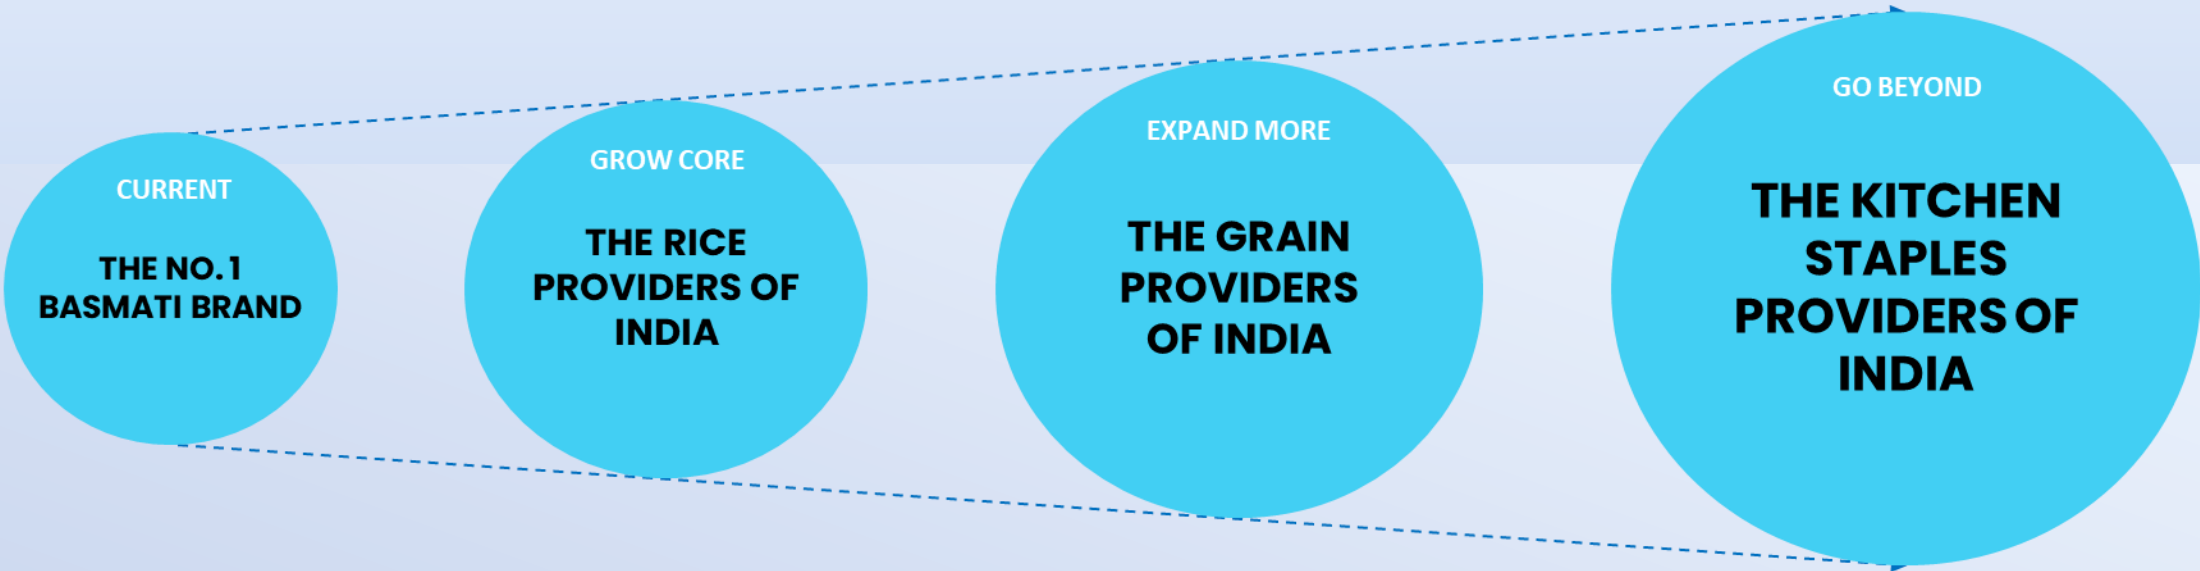 CURRENT
THE NO. 1
BASMATI BRAND
GROW CORE
THE RICE
PROVIDERS OF
INDIA
EXPAND MORE
THE GRAIN
PROVIDERS
OF INDIA
GO BEYOND
THE KITCHEN
STAPLES
PROVIDERS OF
INDIA